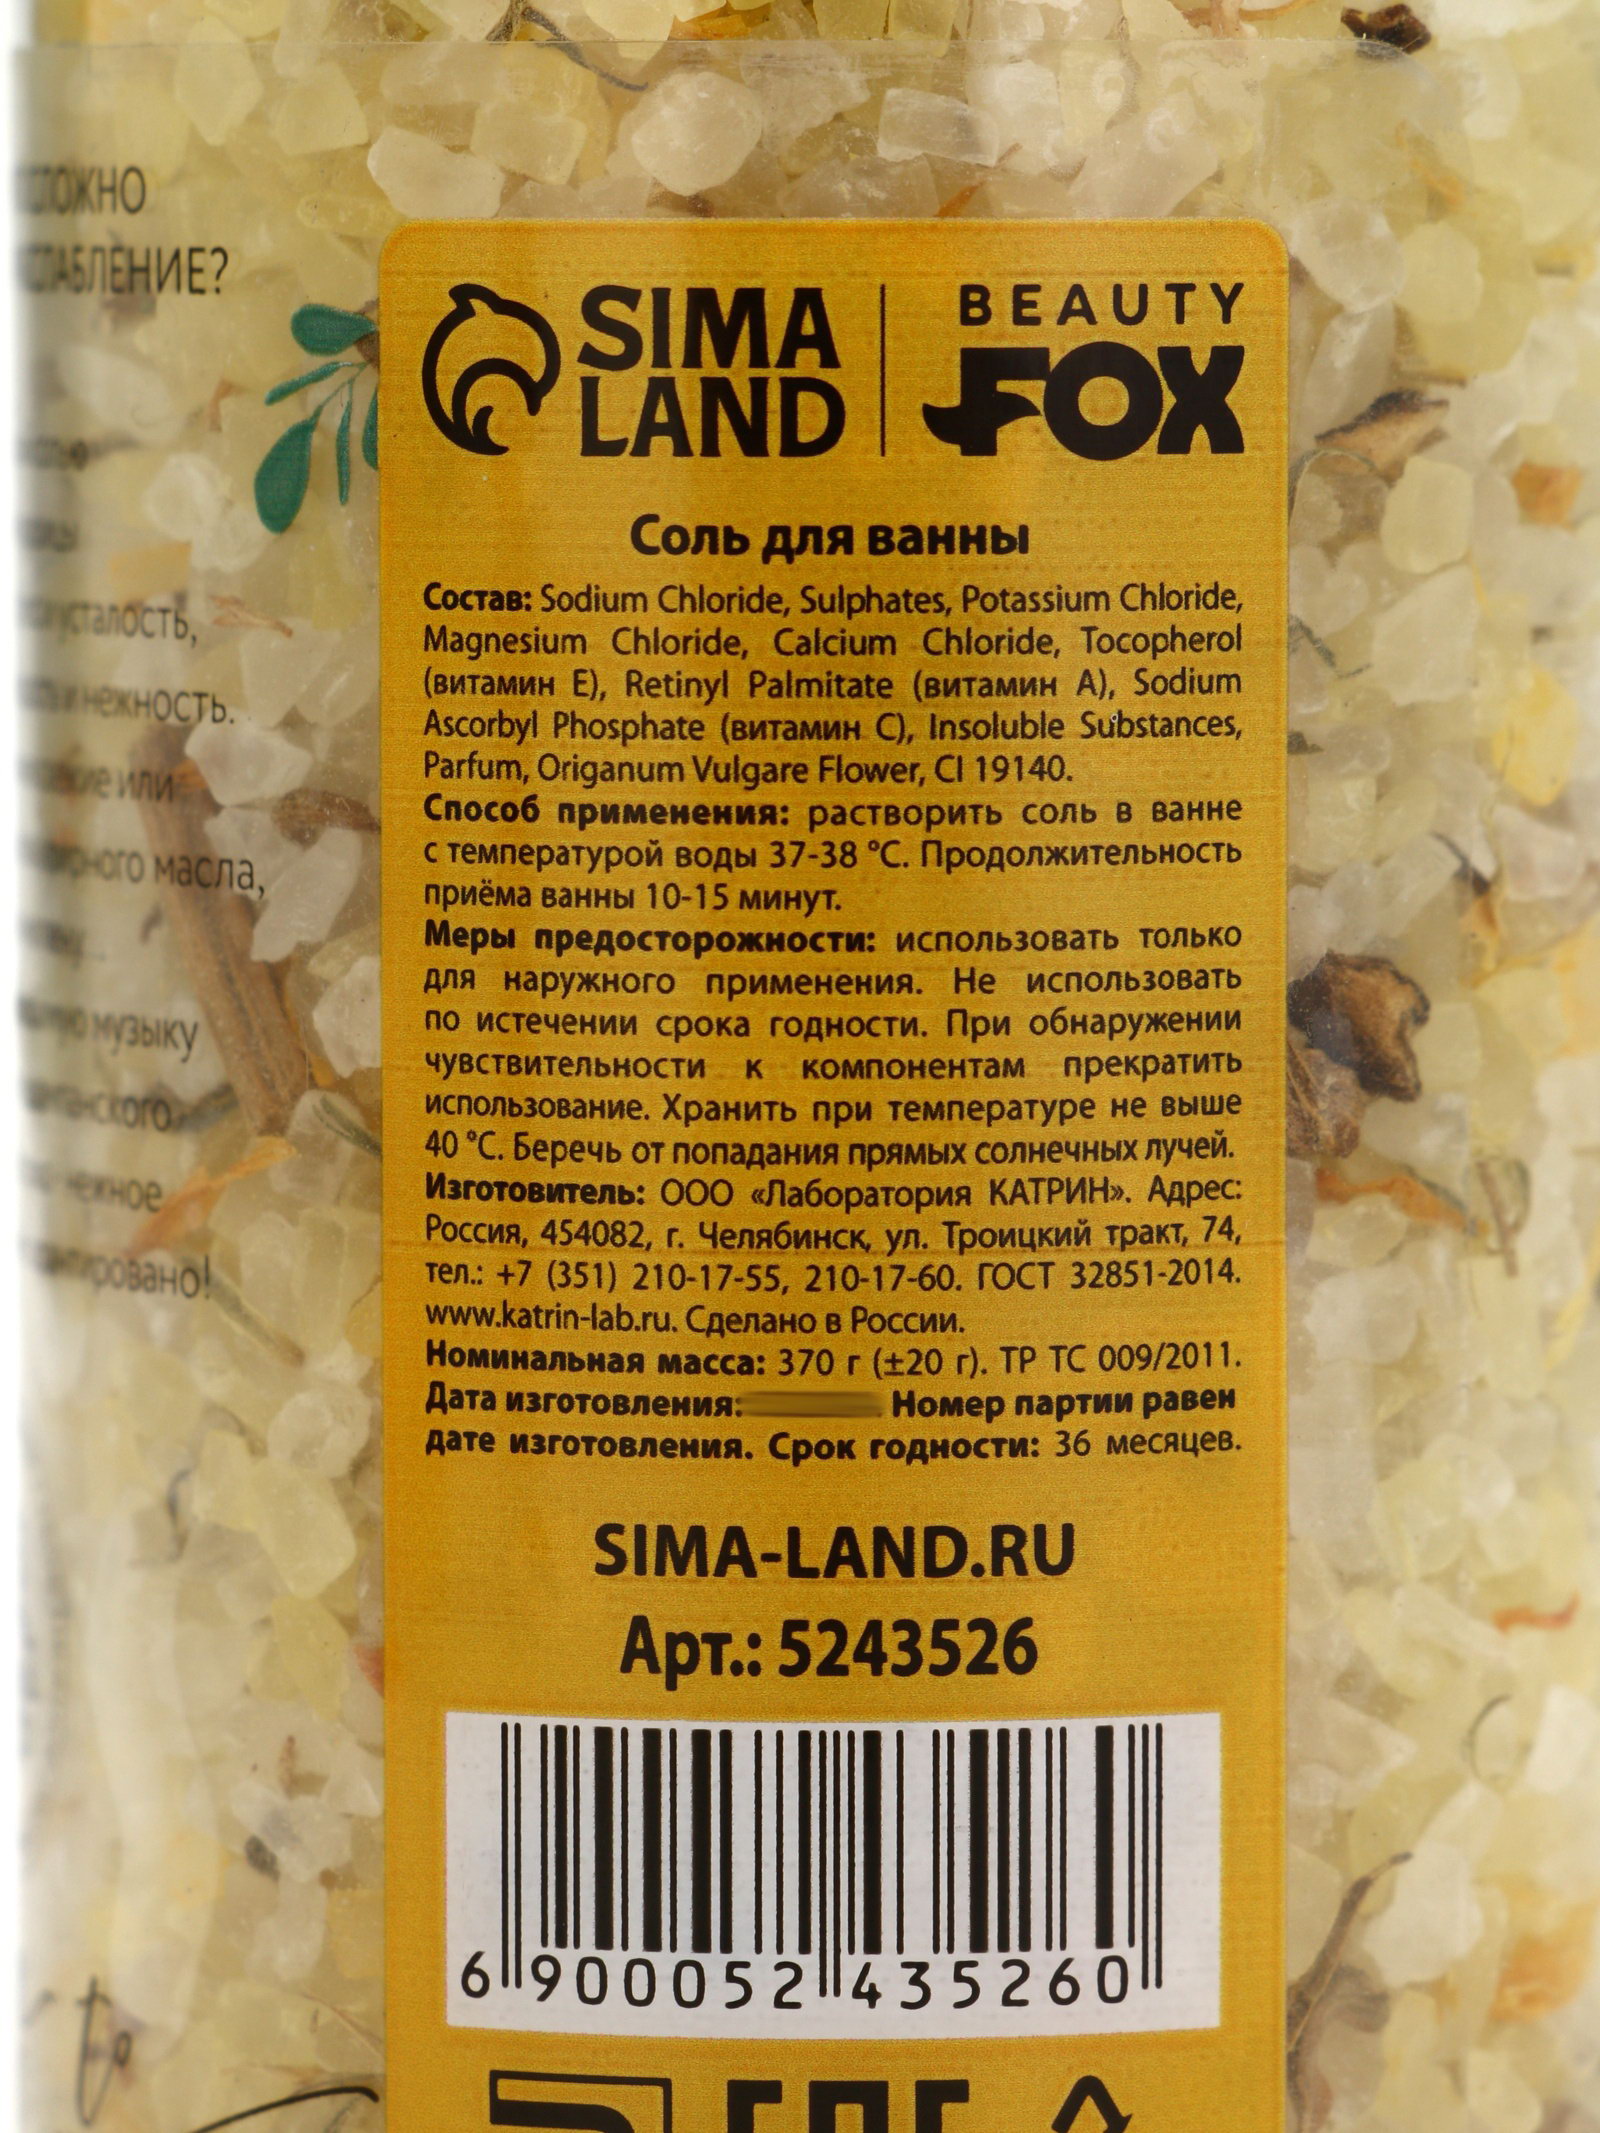 СЛОЖНО
ССЛАБЛЕНИЕ?
усталость,
и нежность.
или
масла,
музыку
нежное
SIMA
LAND
BEAUTY
FOX
Соль для ванны
Состав: Sodium Chloride, Sulphates, Potassium Chloride,
Magnesium Chloride, Calcium Chloride, Tocopherol
(витамин Е), Retinyl Palmitate (витамин А), Sodium
Ascorbyl Phosphate (витамин С), Insoluble Substances,
Parfum, Origanum Vulgare Flower, CI 19140.
Способ применения: растворить соль в ванне
с температурой воды 37-38 °С. Продолжительность
приёма ванны 10-15 минут.
Меры предосторожности: использовать только
для наружного применения. Не использовать
по истечении срока годности. При обнаружении
чувствительности к компонентам прекратить
использование. Хранить при температуре не выше
40 °С. Беречь от попадания прямых солнечных лучей.
Изготовитель: ООО «Лаборатория КАТРИН». Адрес:
Россия, 454082, г. Челябинск, ул. Троицкий тракт, 74,
тел.: +7 (351) 210-17-55, 210-17-60. ГОСТ 32851-2014.
www.katrin-lab.ru. Сделано в России.
Номинальная масса: 370 г (±20 г). ТР ТС 009/2011.
Дата изготовления: Номер партии равен
дате изготовления. Срок годности: 36 месяцев.
SIMA-LAND.RU
Арт.: 5243526
6 900052 435260